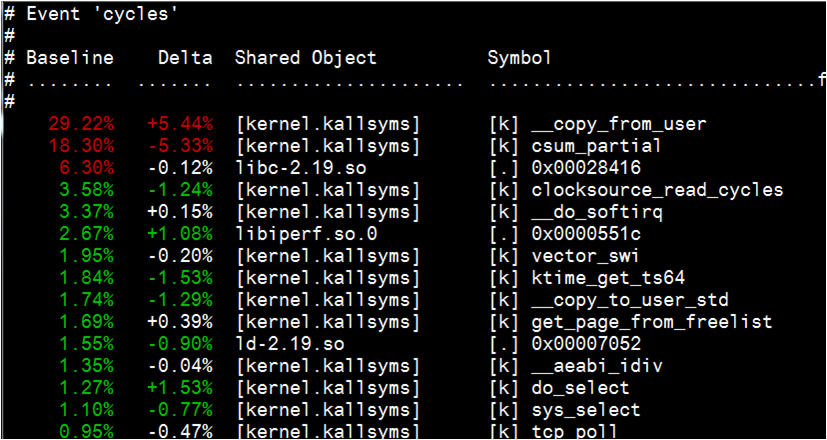 # Event 'cycles'
#
# Baseline    Delta  Shared Object          Symbol
# ........  .......  .....................  ..............................f
#
    29.22%   +5.44%  [kernel.kallsyms]      [k] __copy_from_user
    18.30%   -5.33%  [kernel.kallsyms]      [k] csum_partial
     6.30%   -0.12%  libc-2.19.so           [.] 0x00028416
     3.58%   -1.24%  [kernel.kallsyms]      [k] clocksource_read_cycles
     3.37%   +0.15%  [kernel.kallsyms]      [k] __do_softirq
     2.67%   +1.08%  libiperf.so.0          [.] 0x0000551c
     1.95%   -0.20%  [kernel.kallsyms]      [k] vector_swi
     1.84%   -1.53%  [kernel.kallsyms]      [k] ktime_get_ts64
     1.74%   -1.29%  [kernel.kallsyms]      [k] __copy_to_user_std
     1.69%   +0.39%  [kernel.kallsyms]      [k] get_page_from_freelist
     1.55%   -0.90%  ld-2.19.so             [.] 0x00007052
     1.35%   -0.04%  [kernel.kallsyms]      [k] __aeabi_idiv
     1.27%   +1.53%  [kernel.kallsyms]      [k] do_select
     1.10%   -0.77%  [kernel.kallsyms]      [k] sys_select
     0.95%   -0.47%  [kernel.kallsyms]      [k] tcp_poll